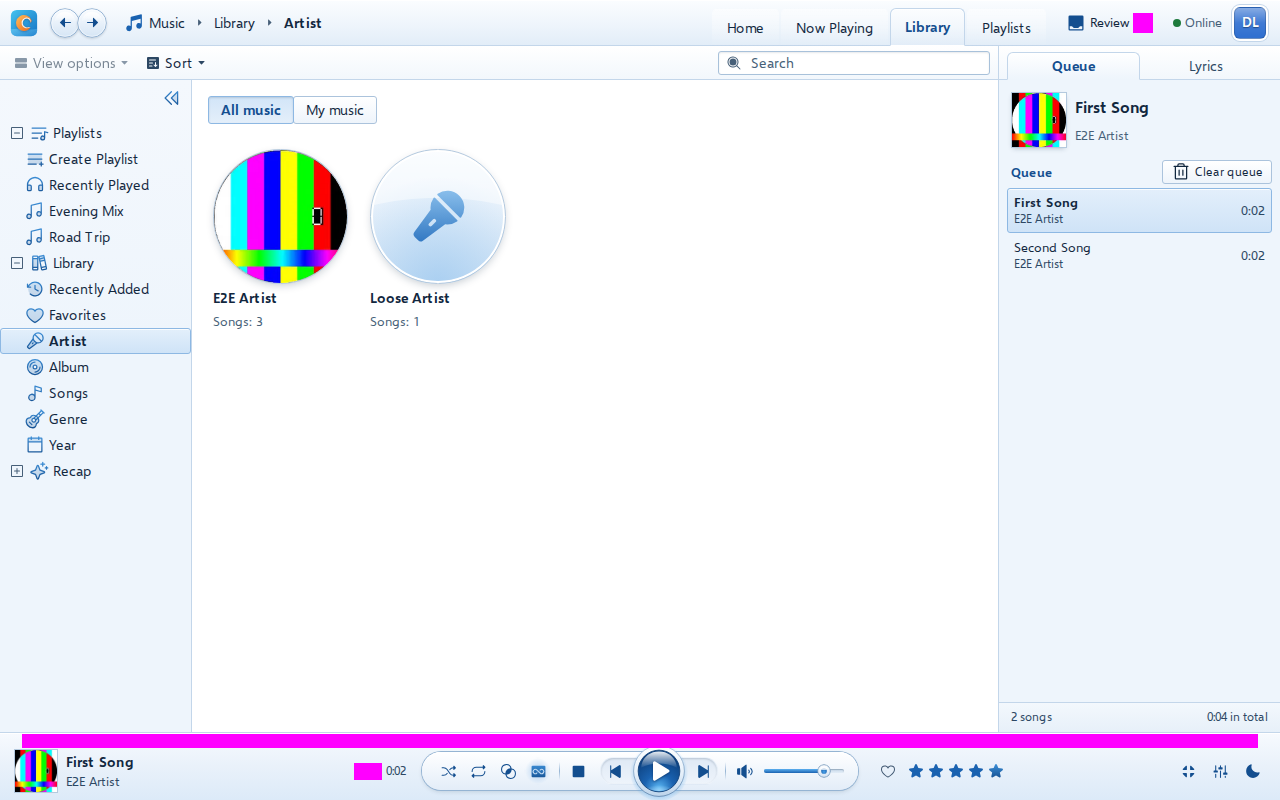 Music
Library
Artist
Home
Now Playing
Library
Playlists
Review
Online
DL
View options
Sort
Search
Queue
Lyrics
All music
My music
Playlists
Create Playlist
Recently Played
Evening Mix
Road Trip
Library
Recently Added
Favorites
Artist
Album
Songs
Genre
Year
Recap
E2E Artist
Songs: 3
Loose Artist
Songs: 1
First Song
E2E Artist
Queue
Clear queue
First Song
E2E Artist
0:02
Second Song
E2E Artist
0:02
2 songs
0:04 in total
First Song
E2E Artist
0:02